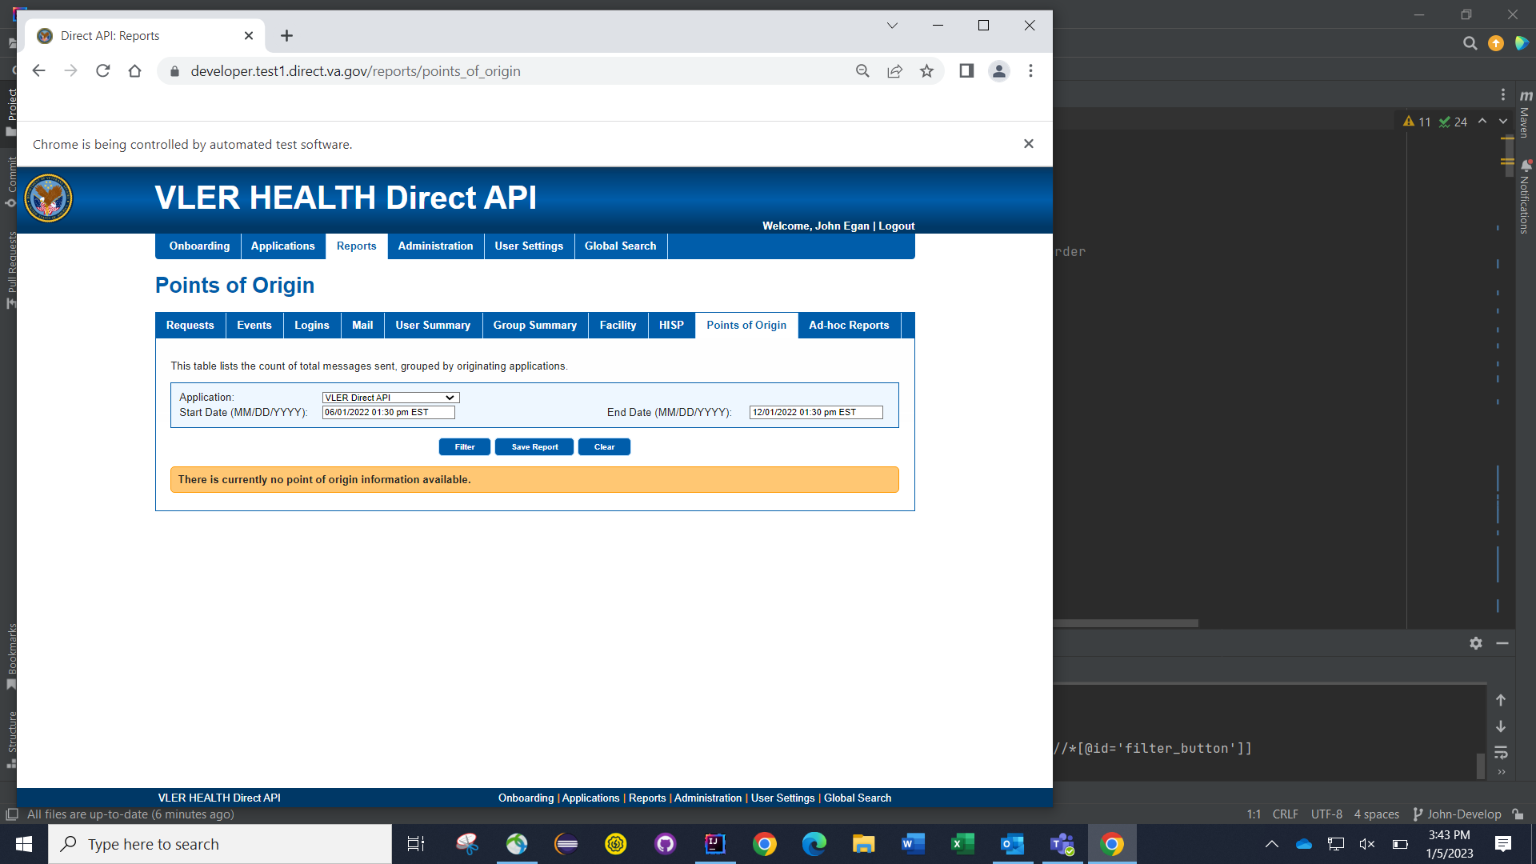 Direct API: Reports
developer.test1.direct.va.gov/reports/points_of_origin
Chrome is being controlled by automated test software.
VLER HEALTH Direct API
Welcome, John Egan | Logout
Onboarding Applications Reports Administration User Settings Global Search
Points of Origin
Requests Events Logins Mail User Summary Group Summary Facility HISP Points of Origin Ad-hoc Reports
This table lists the count of total messages sent, grouped by originating applications.
Application: VLER Direct API
Start Date (MM/DD/YYYY): 06/01/2022 01:30 pm EST End Date (MM/DD/YYYY): 12/01/2022 01:30 pm EST
Filter Save Report Clear
There is currently no point of origin information available.
VLER HEALTH Direct API Onboarding | Applications | Reports | Administration | User Settings | Global Search
Project
Commit
Pull Requests
Bookmarks
Structure
11 24
m
Maven
Notifications
rder
//*[@id='filter_button']]
All files are up-to-date (6 minutes ago) 1:1 CRLF UTF-8 4 spaces John-Develop
Type here to search
3:43 PM
1/5/2023